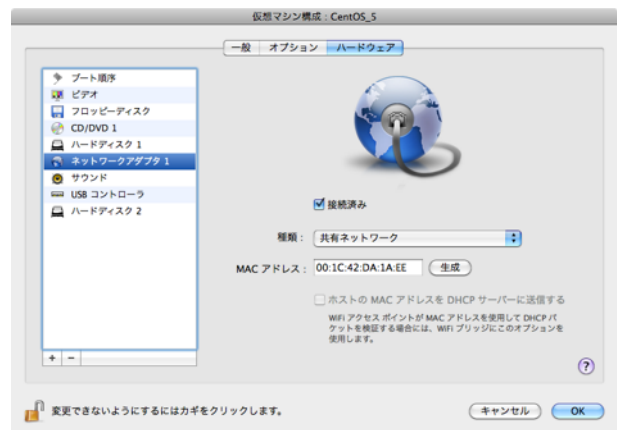 仮想マシン構成：CentOS_5
一般 オプション ハードウェア
ブート順序
ビデオ
フロッピーディスク
CD/DVD 1
ハードディスク 1
ネットワークアダプタ 1
サウンド
USB コントローラ
ハードディスク 2
接続済み
種類： 共有ネットワーク
MAC アドレス： 00:1C:42:DA:1A:EE 生成
ホストの MAC アドレスを DHCP サーバーに送信する
WiFi アクセス ポイントが MAC アドレスを使用して DHCP パ
ケットを検証する場合には、WiFi ブリッジにこのオプションを
使用します。
+ −
?
変更できないようにするにはカギをクリックします。
キャンセル OK